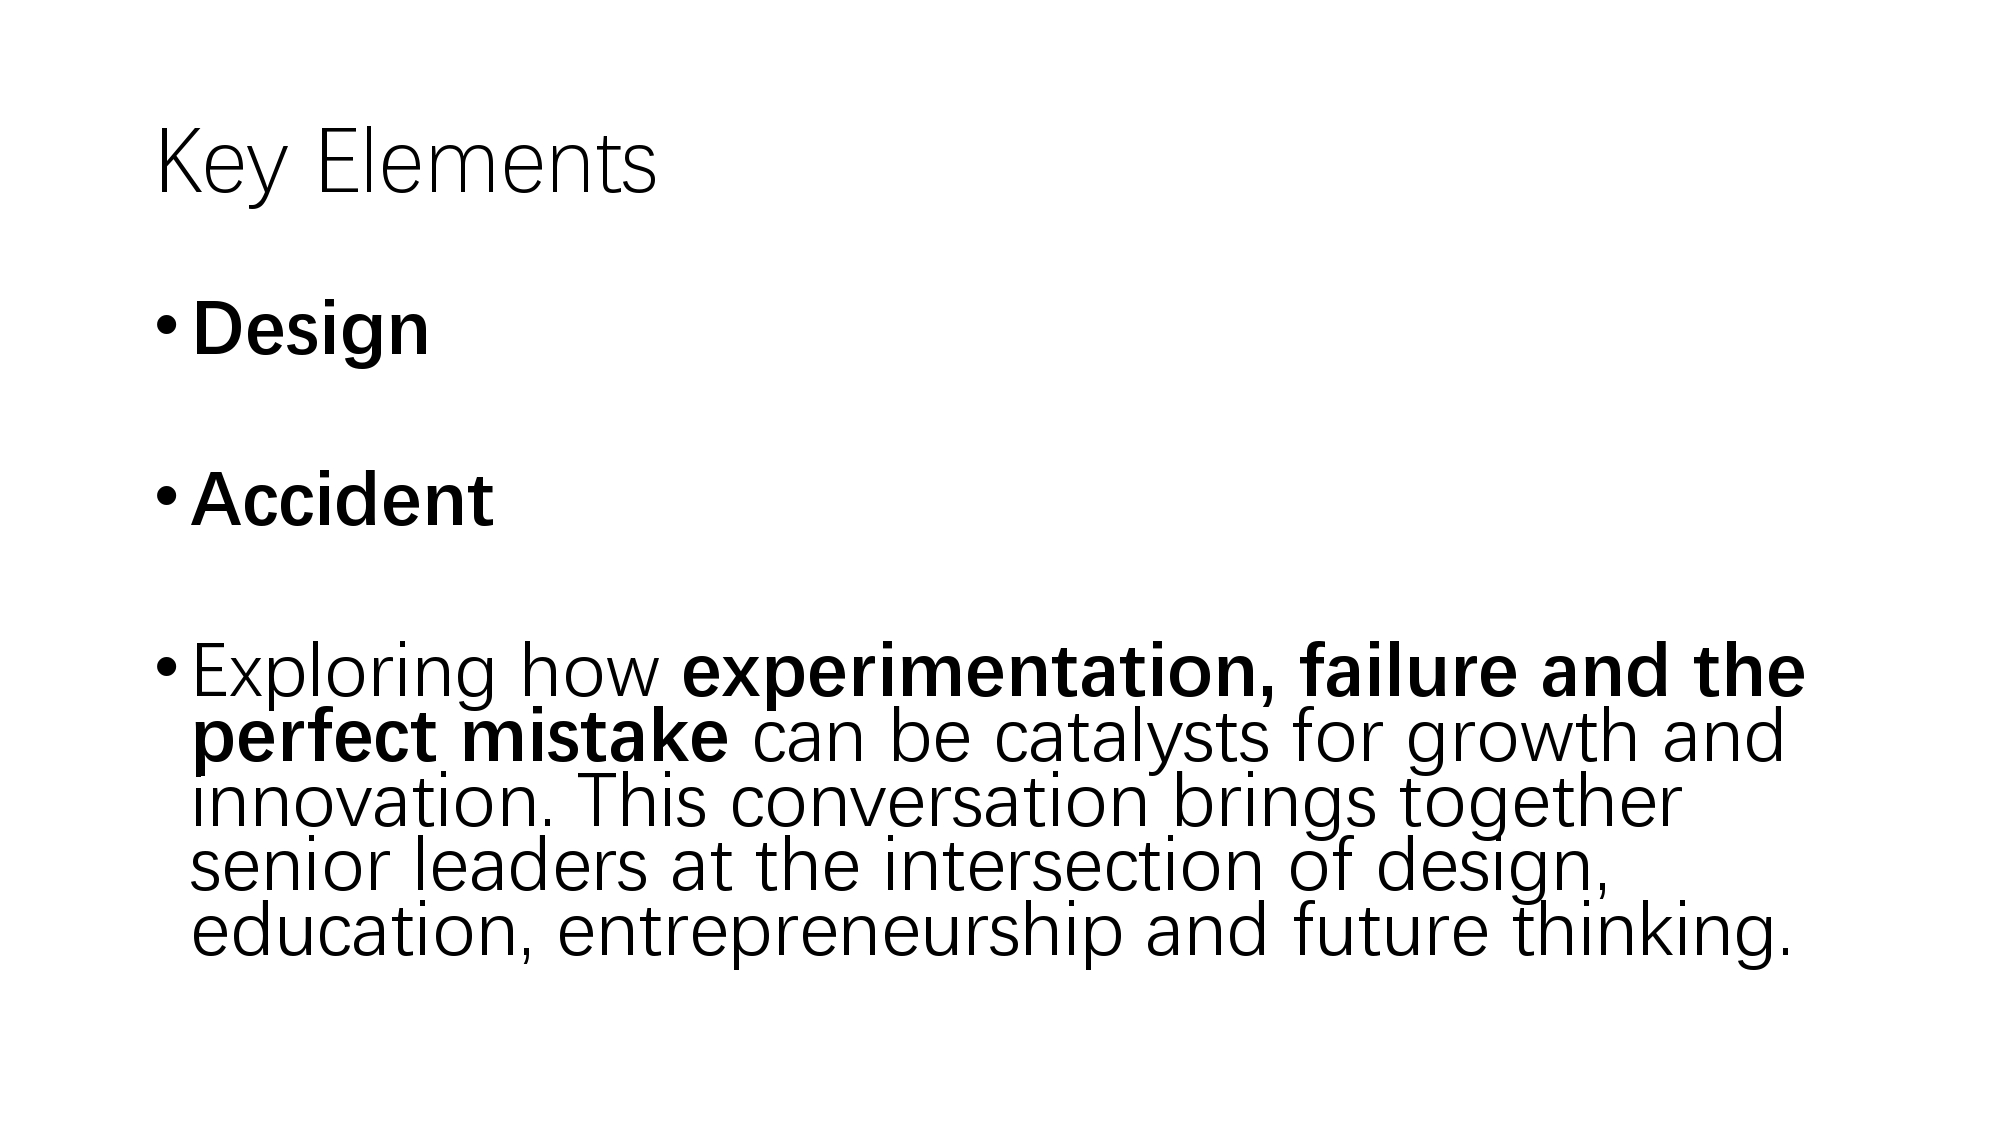 Key Elements
• Design
• Accident
• Exploring how experimentation, failure and the
perfect mistake can be catalysts for growth and
innovation. This conversation brings together
senior leaders at the intersection of design,
education, entrepreneurship and future thinking.